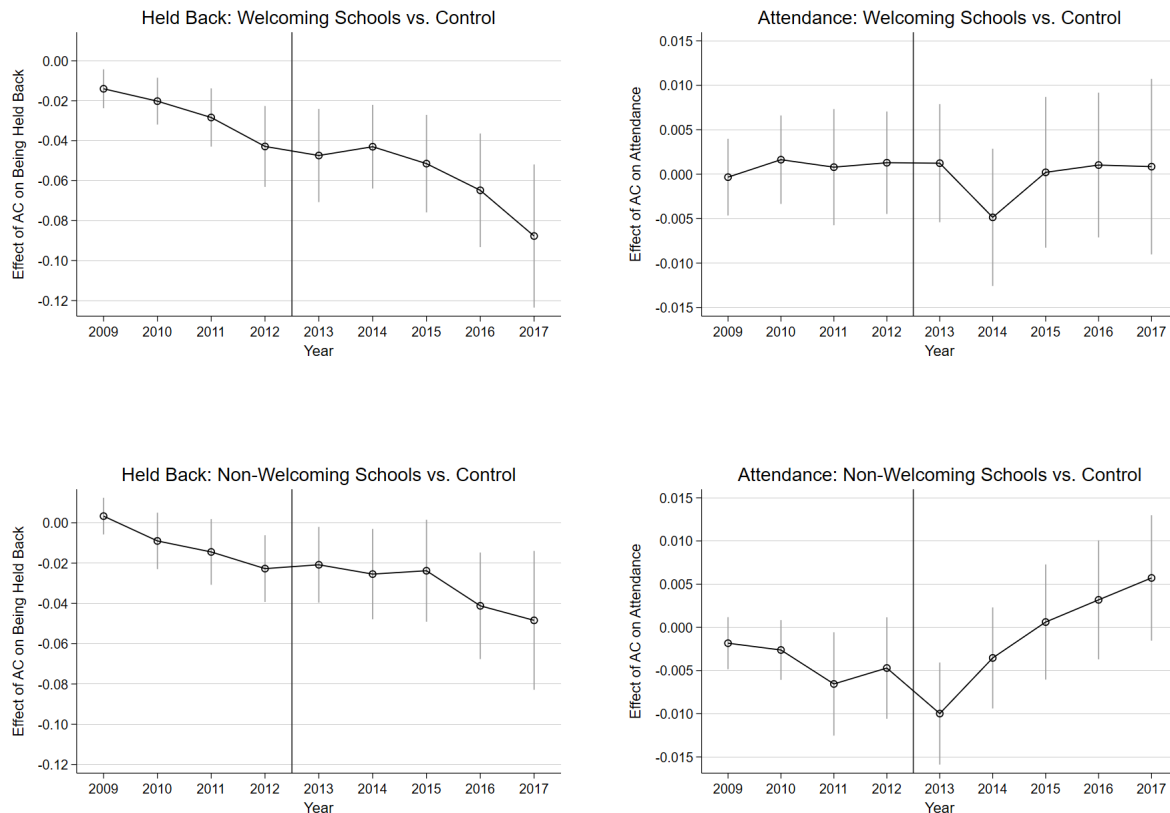 Held Back: Welcoming Schools vs. Control
Effect of AC on Being Held Back
0.00
-0.02
-0.04
-0.06
-0.08
-0.10
-0.12
2009 2010 2011 2012 2013 2014 2015 2016 2017
Year
Attendance: Welcoming Schools vs. Control
Effect of AC on Attendance
0.015
0.010
0.005
0.000
-0.005
-0.010
-0.015
2009 2010 2011 2012 2013 2014 2015 2016 2017
Year
Held Back: Non-Welcoming Schools vs. Control
Effect of AC on Being Held Back
0.00
-0.02
-0.04
-0.06
-0.08
-0.10
-0.12
2009 2010 2011 2012 2013 2014 2015 2016 2017
Year
Attendance: Non-Welcoming Schools vs. Control
Effect of AC on Attendance
0.015
0.010
0.005
0.000
-0.005
-0.010
-0.015
2009 2010 2011 2012 2013 2014 2015 2016 2017
Year